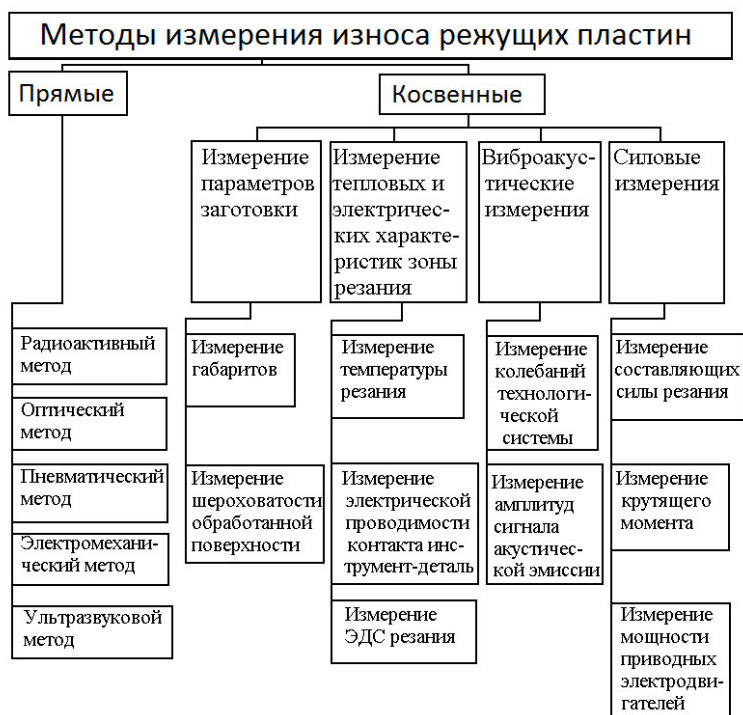 Методы измерения износа режущих пластин
Прямые
Косвенные
Измерение
параметров
заготовки
Измерение
тепловых и
электричес-
ких характе-
ристик зоны
резания
Виброакус-
тические
измерения
Силовые
измерения
Радиоактивный
метод
Оптический
метод
Пневматический
метод
Электромехани-
ческий метод
Ультразвуковой
метод
Измерение
габаритов
Измерение
шероховатости
обработанной
поверхности
Измерение
температуры
резания
Измерение
электрической
проводимости
контакта инс-
трумент-деталь
Измерение
ЭДС резания
Измерение
колебаний
технологи-
ческой
системы
Измерение
амплитуд
сигнала
акустичес-
кой эмиссии
Измерение
составляющих
силы резания
Измерение
крутящего
момента
Измерение
мощности
приводных
электродви-
гателей